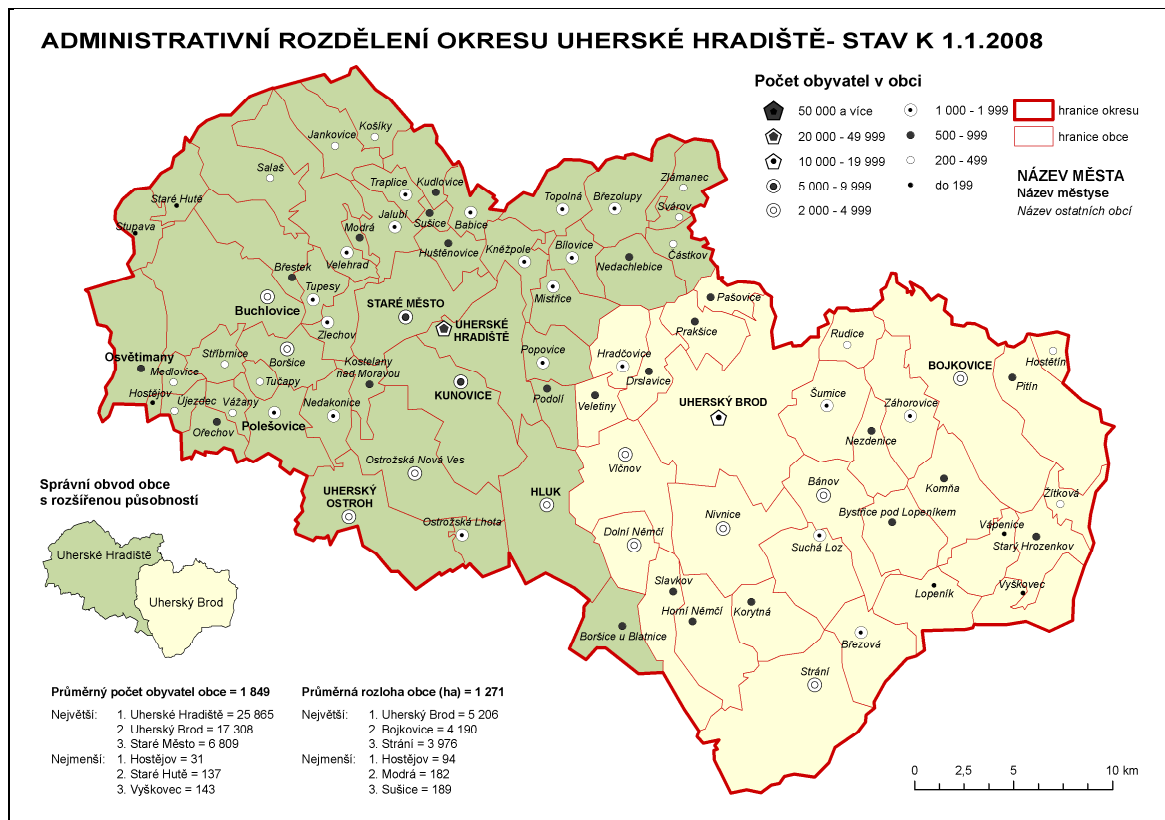 ADMINISTRATIVNÍ ROZDĚLENÍ OKRESU UHERSKÉ HRADIŠTĚ- STAV K 1.1.2008
Počet obyvatel v obci
50 000 a více
20 000 - 49 999
10 000 - 19 999
5 000 - 9 999
2 000 - 4 999
1 000 - 1 999
500 - 999
200 - 499
do 199
hranice okresu
hranice obce
NÁZEV MĚSTA
Název městyse
Název ostatních obcí
Košíky
Jankovice
Salaš
Zlámanec
Traplice
Kudlovice
Topolná
Březolupy
Staré Hutě
Svárov
Jalubí
Sušice
Babice
Stupava
Modrá
Huštěnovice
Kněžpole
Bílovice
Částkov
Velehrad
Nedachlebice
Břestek
Tupesy
Mistřice
Pašovice
Buchlovice
STARÉ MĚSTO
UHERSKÉ
HRADIŠTĚ
Zlechov
Prakšice
Rudice
Osvětimany
Stříbrnice
Boršice
Kostelany
nad Moravou
Popovice
Hradčovice
BOJKOVICE
Hostětín
Medlovice
Tučapy
Drslavice
Pitín
Hostějov
Újezdec
Vážany
Nedakonice
KUNOVICE
Podolí
Veletiny
UHERSKÝ BROD
Šumice
Záhorovice
Ořechov
Polešovice
Nezdenice
Ostrožská Nová Ves
Vlčnov
UHERSKÝ
OSTROH
HLUK
Bánov
Komňa
Žítková
Ostrožská Lhota
Dolní Němčí
Nivnice
Bystřice pod Lopeníkem
Vápenice
Suchá Loz
Starý Hrozenkov
Slavkov
Lopeník
Vyškovec
Horní Němčí
Korytná
Boršice u Blatnice
Březová
Strání
Správní obvod obce
s rozšířenou působností
Uherské Hradiště
Uherský Brod
Průměrný počet obyvatel obce = 1 849
Největší: 1. Uherské Hradiště = 25 865
2. Uherský Brod = 17 308
3. Staré Město = 6 809
Nejmenší: 1. Hostějov = 31
2. Staré Hutě = 137
3. Vyškovec = 143
Průměrná rozloha obce (ha) = 1 271
Největší: 1. Uherský Brod = 5 206
2. Bojkovice = 4 190
3. Strání = 3 976
Nejmenší: 1. Hostějov = 94
2. Modrá = 182
3. Sušice = 189
0 2,5 5 10 km